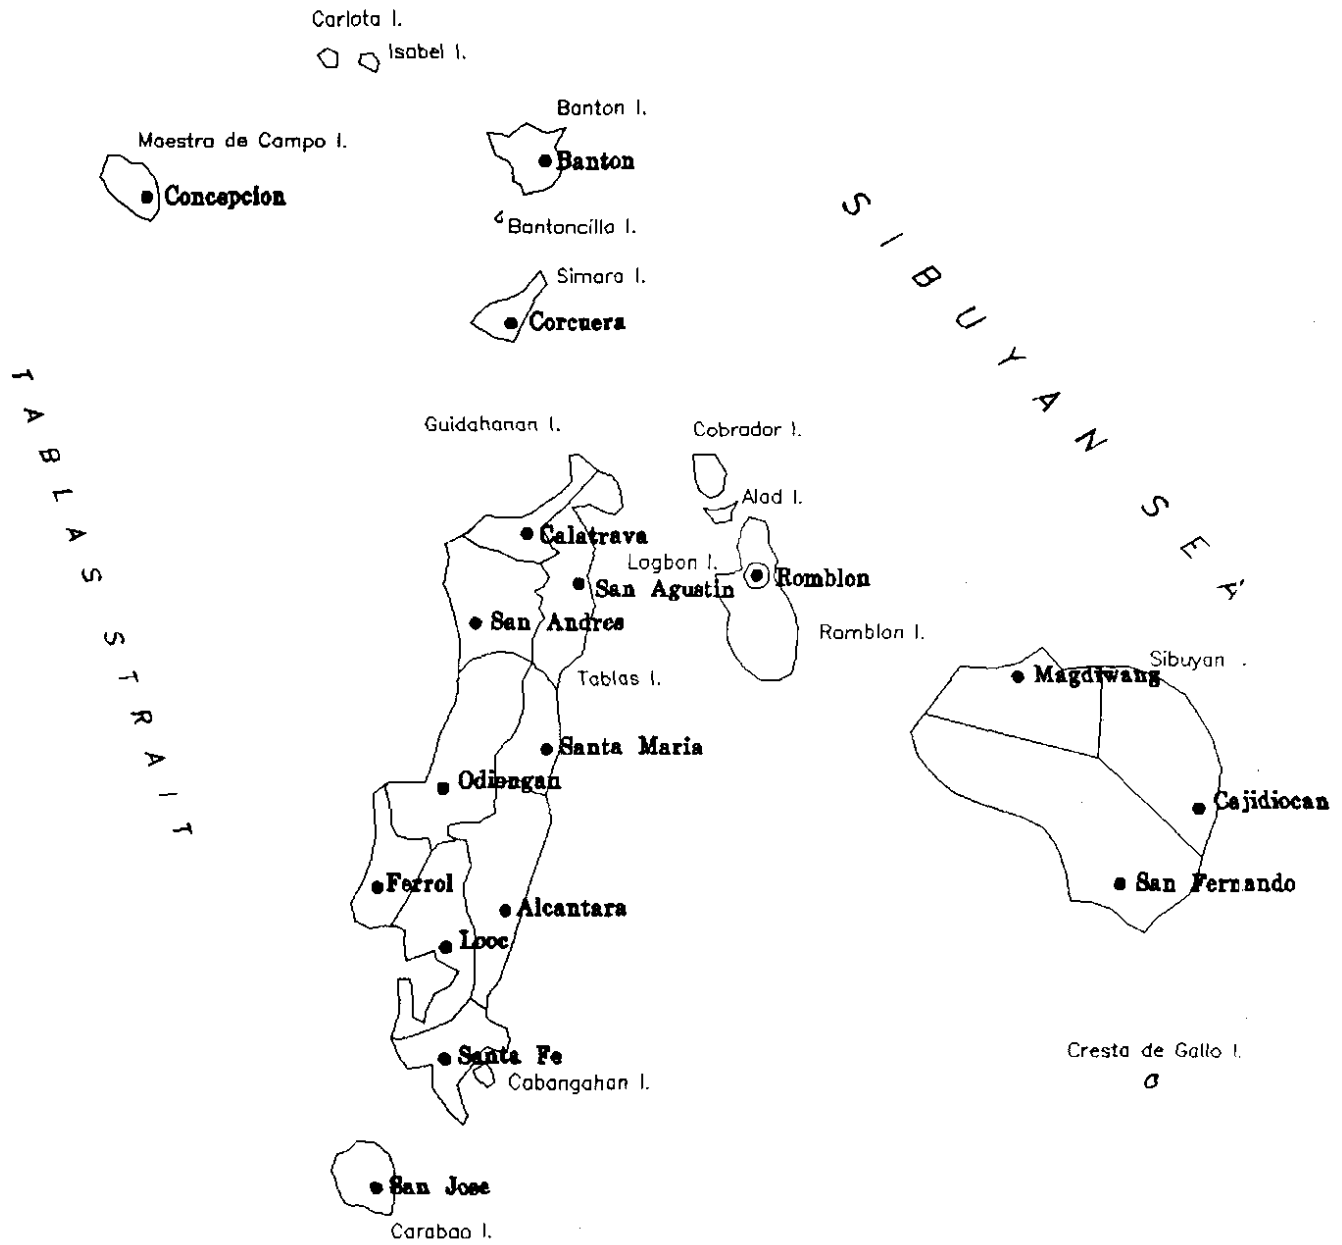 Carlota I.
Isabel I.
Banton I.
Maestra de Campo I.
Banton
Concepcion
Bantoncilla I.
SIBUYAN SEA
Simara I.
Corcuera
TABLAS STRAIT
Guidahanan I.
Cobrador I.
Alad I.
Calatrava
Logbon I.
Romblon
San Agustin
San Andres
Romblon I.
Sibuyan
Magdiwang
Tablas I.
Santa Maria
Odiongan
Cajidiocan
Ferrol
San Fernando
Alcantara
Looc
Cresta de Gallo I.
Santa Fe
Cabangahan I.
San Jose
Carabao I.